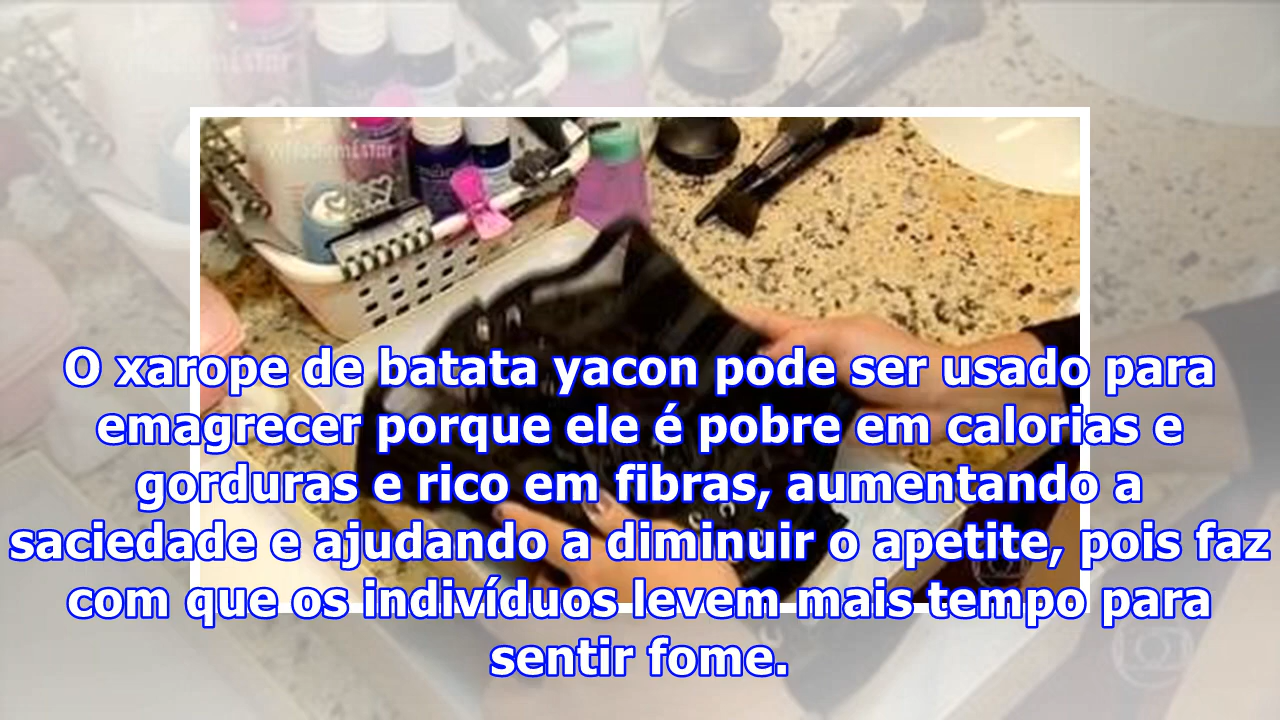 VivoBemEstar
O xarope de batata yacon pode ser usado para
emagrecer porque ele é pobre em calorias e
gorduras e rico em fibras, aumentando a
saciedade e ajudando a diminuir o apetite, pois faz
com que os indivíduos levem mais tempo para
sentir fome.